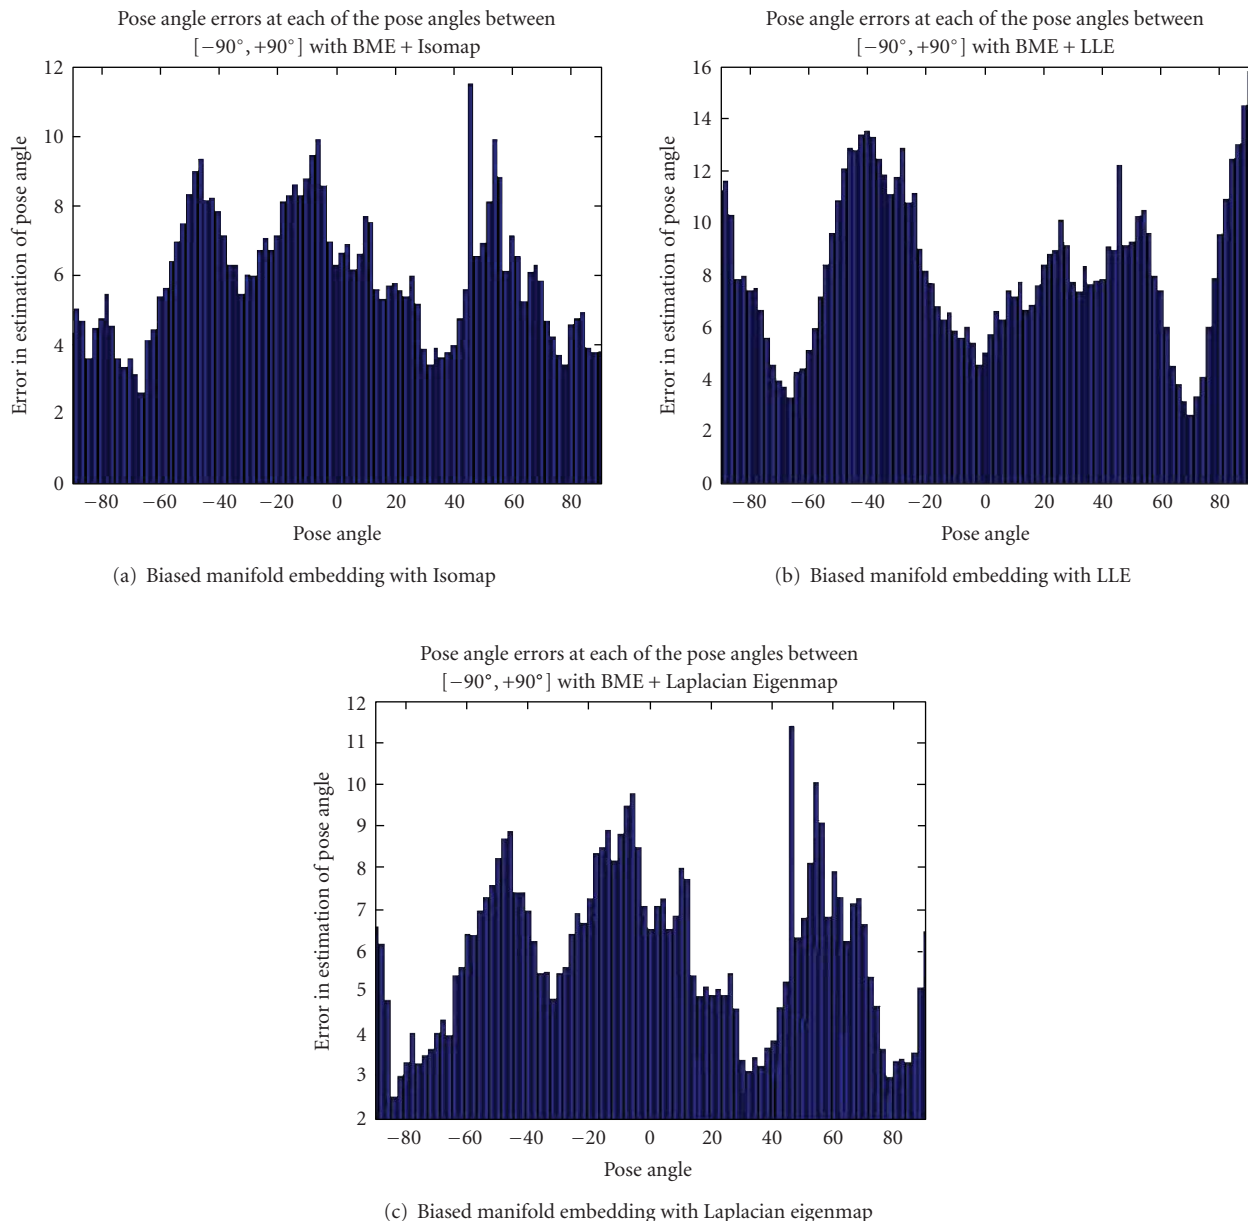 Pose angle errors at each of the pose angles between
[−90°, +90°] with BME + Isomap
12
10
8
6
4
2
0
Error in estimation of pose angle
−80 −60 −40 −20 0 20 40 60 80
Pose angle
(a) Biased manifold embedding with Isomap
Pose angle errors at each of the pose angles between
[−90°, +90°] with BME + LLE
16
14
12
10
8
6
4
2
0
Error in estimation of pose angle
−80 −60 −40 −20 0 20 40 60 80
Pose angle
(b) Biased manifold embedding with LLE
Pose angle errors at each of the pose angles between
[−90°, +90°] with BME + Laplacian Eigenmap
12
11
10
9
8
7
6
5
4
3
2
Error in estimation of pose angle
−80 −60 −40 −20 0 20 40 60 80
Pose angle
(c) Biased manifold embedding with Laplacian eigenmap